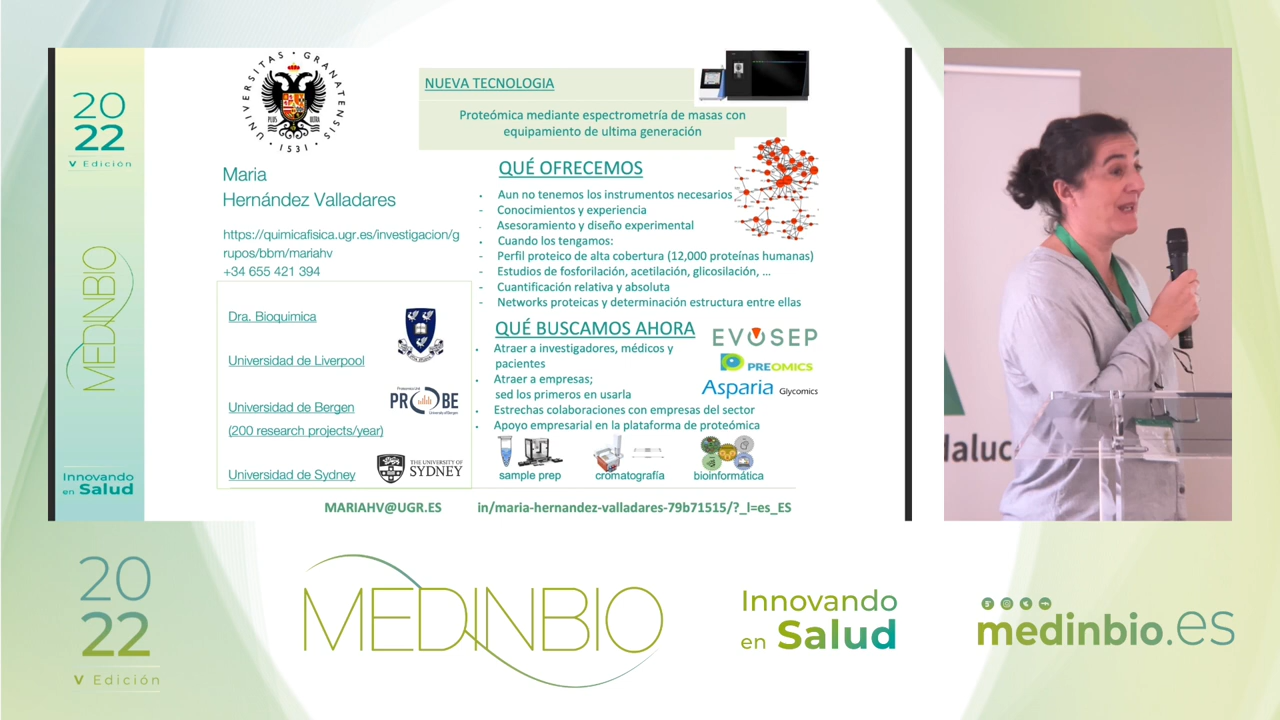 20
22
V Edición
MEDINBIO
Innovando
en Salud
UNIVERSITAS GRANATENSIS
1531
PLUS ULTRA
Maria
Hernández Valladares
https://quimicafisica.ugr.es/investigacion/g
rupos/bbm/mariahv
+34 655 421 394
Dra. Bioquimica
Universidad de Liverpool
Universidad de Bergen
(200 research projects/year)
PROBE
Universidad de Sydney
THE UNIVERSITY OF
SYDNEY
NUEVA TECNOLOGIA
Proteómica mediante espectrometría de masas con
equipamiento de ultima generación
QUÉ OFRECEMOS
• Aun no tenemos los instrumentos necesarios
- Conocimientos y experiencia
- Asesoramiento y diseño experimental
• Cuando los tengamos:
- Perfil proteico de alta cobertura (12,000 proteínas humanas)
- Estudios de fosforilación, acetilación, glicosilación, ...
- Cuantificación relativa y absoluta
- Networks proteicas y determinación estructura entre ellas
QUÉ BUSCAMOS AHORA
• Atraer a investigadores, médicos y
pacientes
• Atraer a empresas;
sed los primeros en usarla
• Estrechas colaboraciones con empresas del sector
• Apoyo empresarial en la plataforma de proteómica
EVOSEP
PREOMICS
Asparia Glycomics
sample prep
cromatografía
bioinformática
MARIAHV@UGR.ES
in/maria-hernandez-valladares-79b71515/?_l=es_ES
daluc
20
22
V Edición
MEDINBIO
Innovando
en Salud
medinbio.es